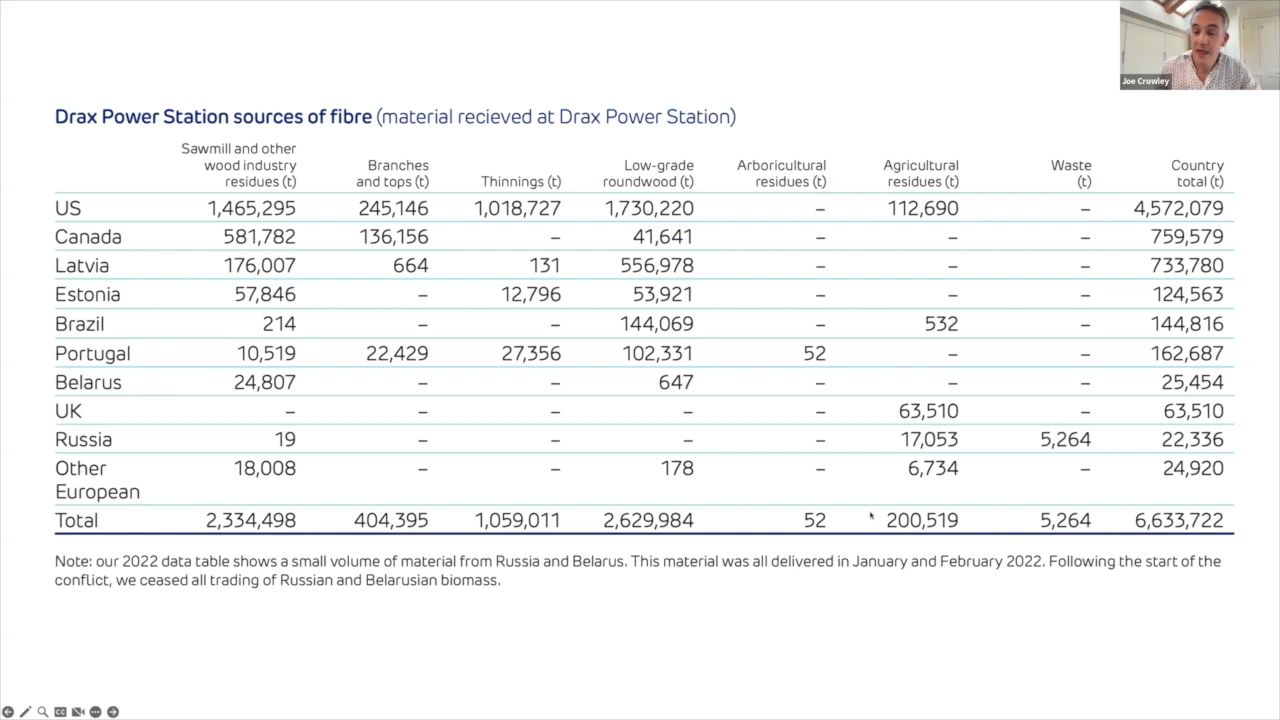 Joe Crowley
Drax Power Station sources of fibre (material recieved at Drax Power Station)
Sawmill and other wood industry residues (t) Branches and tops (t) Thinnings (t) Low-grade roundwood (t) Arboricultural residues (t) Agricultural residues (t) Waste (t) Country total (t)
US 1,465,295 245,146 1,018,727 1,730,220 – 112,690 – 4,572,079
Canada 581,782 136,156 – 41,641 – – – 759,579
Latvia 176,007 664 131 556,978 – – – 733,780
Estonia 57,846 – 12,796 53,921 – – – 124,563
Brazil 214 – – 144,069 – 532 – 144,816
Portugal 10,519 22,429 27,356 102,331 52 – – 162,687
Belarus 24,807 – – 647 – – – 25,454
UK – – – – – 63,510 – 63,510
Russia 19 – – – – 17,053 5,264 22,336
Other European 18,008 – – 178 – 6,734 – 24,920
Total 2,334,498 404,395 1,059,011 2,629,984 52 200,519 5,264 6,633,722
Note: our 2022 data table shows a small volume of material from Russia and Belarus. This material was all delivered in January and February 2022. Following the start of the
conflict, we ceased all trading of Russian and Belarusian biomass.